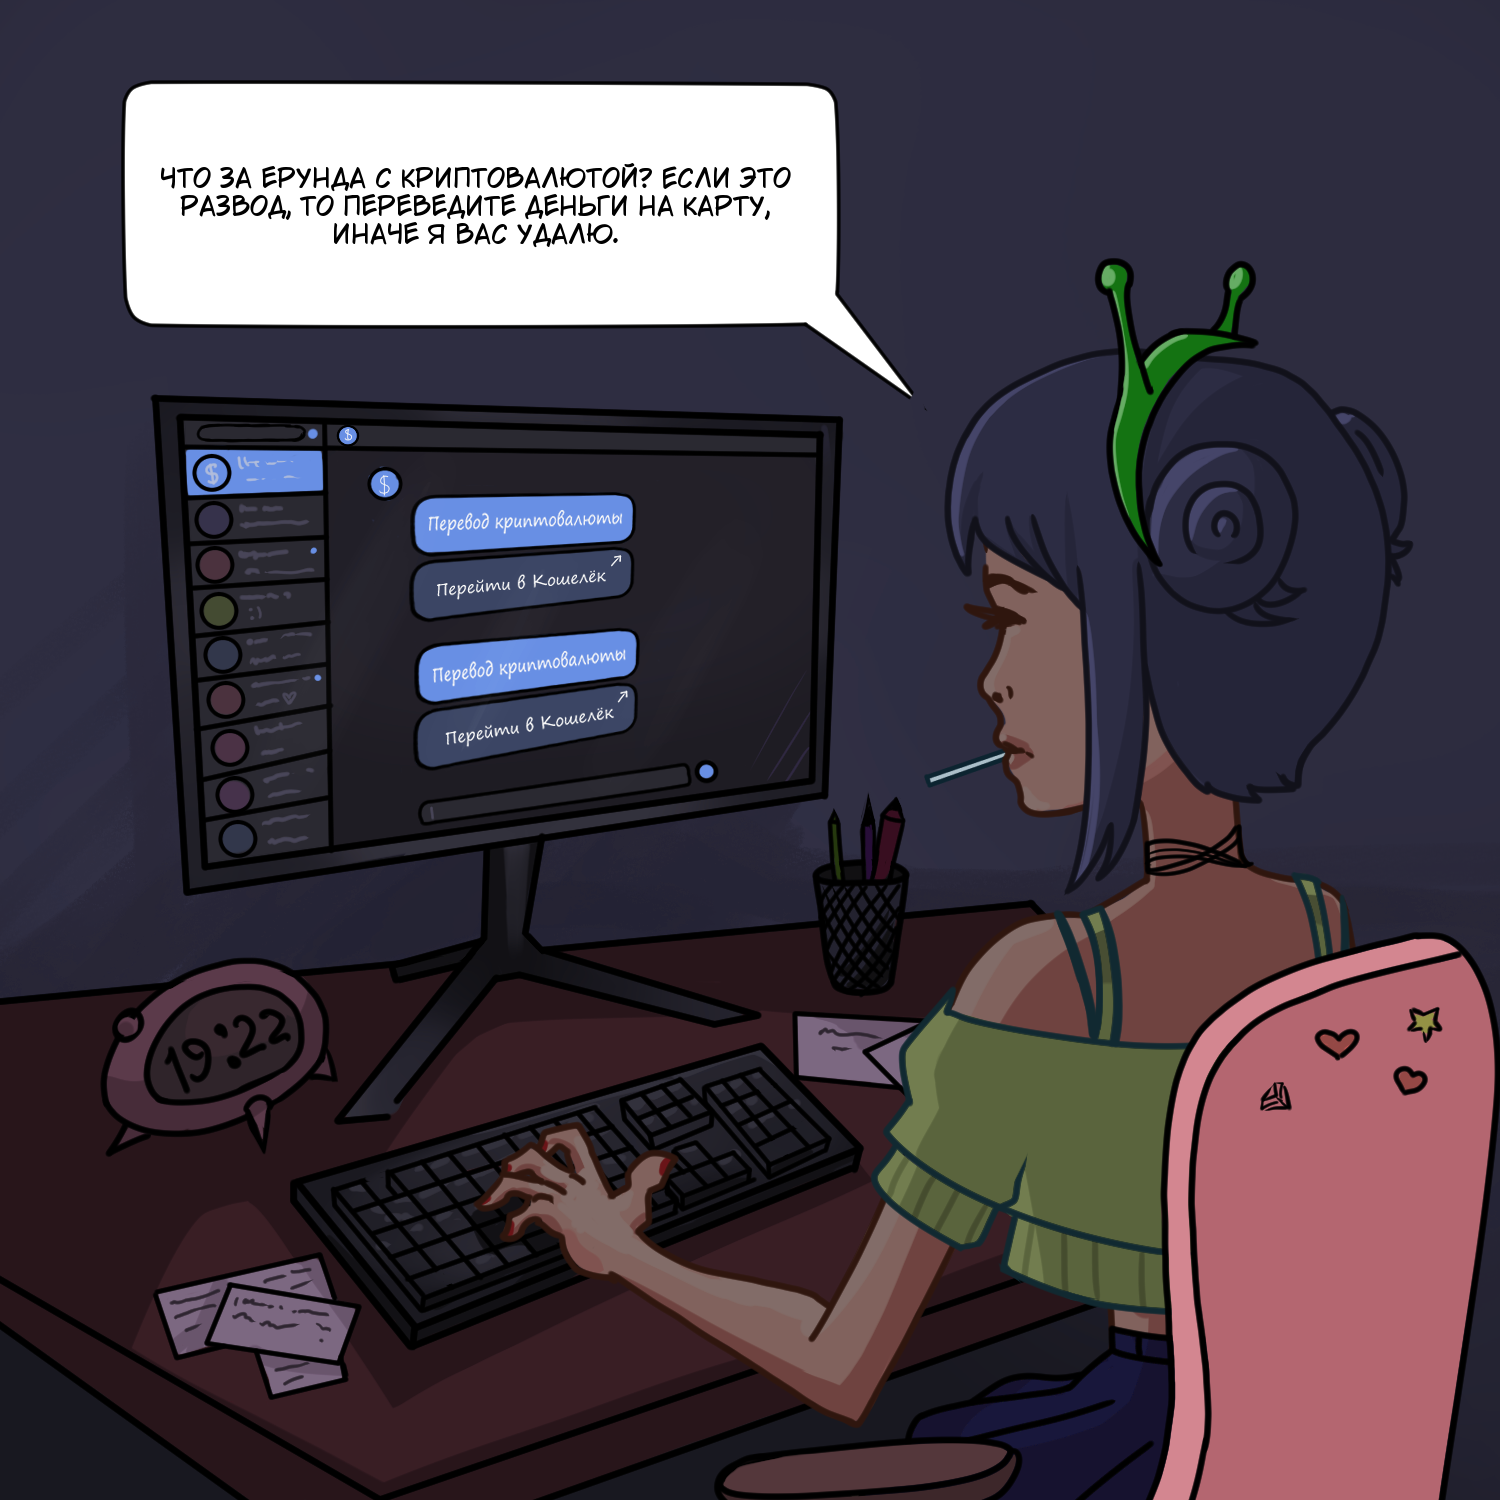 ЧТО ЗА ЕРУНДА С КРИПТОВАЛЮТОЙ? ЕСЛИ ЭТО
РАЗВОД, ТО ПЕРЕВЕДИТЕ ДЕНЬГИ НА КАРТУ,
ИНАЧЕ Я ВАС УДАЛЮ.
$
$
$
Перевод криптовалюты
Перейти в Кошелёк
:)
Перевод криптовалюты
Перейти в Кошелёк
19:22